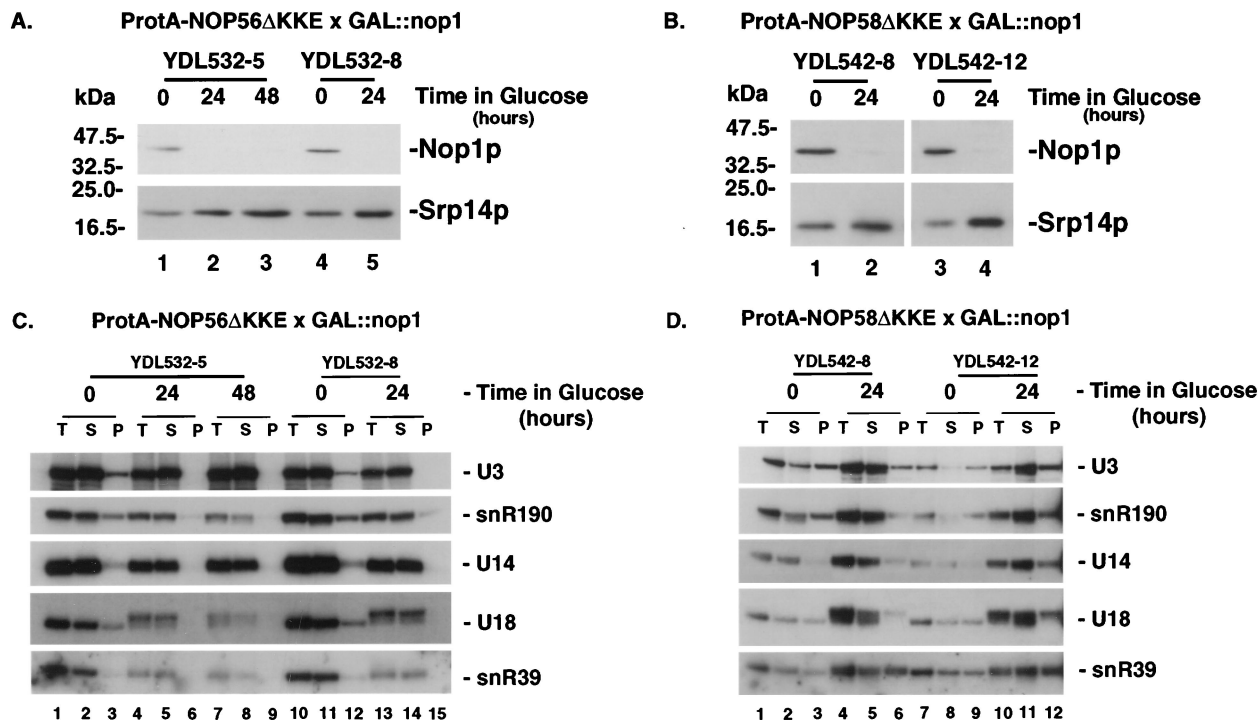 A. ProtA-NOP56ΔKKE x GAL::nop1
YDL532-5 YDL532-8
kDa 0 24 48 0 24 Time in Glucose
(hours)
47.5-
-Nop1p
32.5-
25.0-
-Srp14p
16.5-
1 2 3 4 5
B. ProtA-NOP58ΔKKE x GAL::nop1
YDL542-8 YDL542-12
kDa 0 24 0 24 Time in Glucose
(hours)
47.5-
-Nop1p
32.5-
25.0-
-Srp14p
16.5-
1 2 3 4
C. ProtA-NOP56ΔKKE x GAL::nop1
YDL532-5 YDL532-8
0 24 48 0 24 - Time in Glucose
(hours)
T S P T S P T S P T S P T S P
- U3
- snR190
- U14
- U18
- snR39
1 2 3 4 5 6 7 8 9 10 11 12 13 14 15
D. ProtA-NOP58ΔKKE x GAL::nop1
YDL542-8 YDL542-12
0 24 0 24 - Time in Glucose
(hours)
T S P T S P T S P T S P
- U3
- snR190
- U14
- U18
- snR39
1 2 3 4 5 6 7 8 9 10 11 12